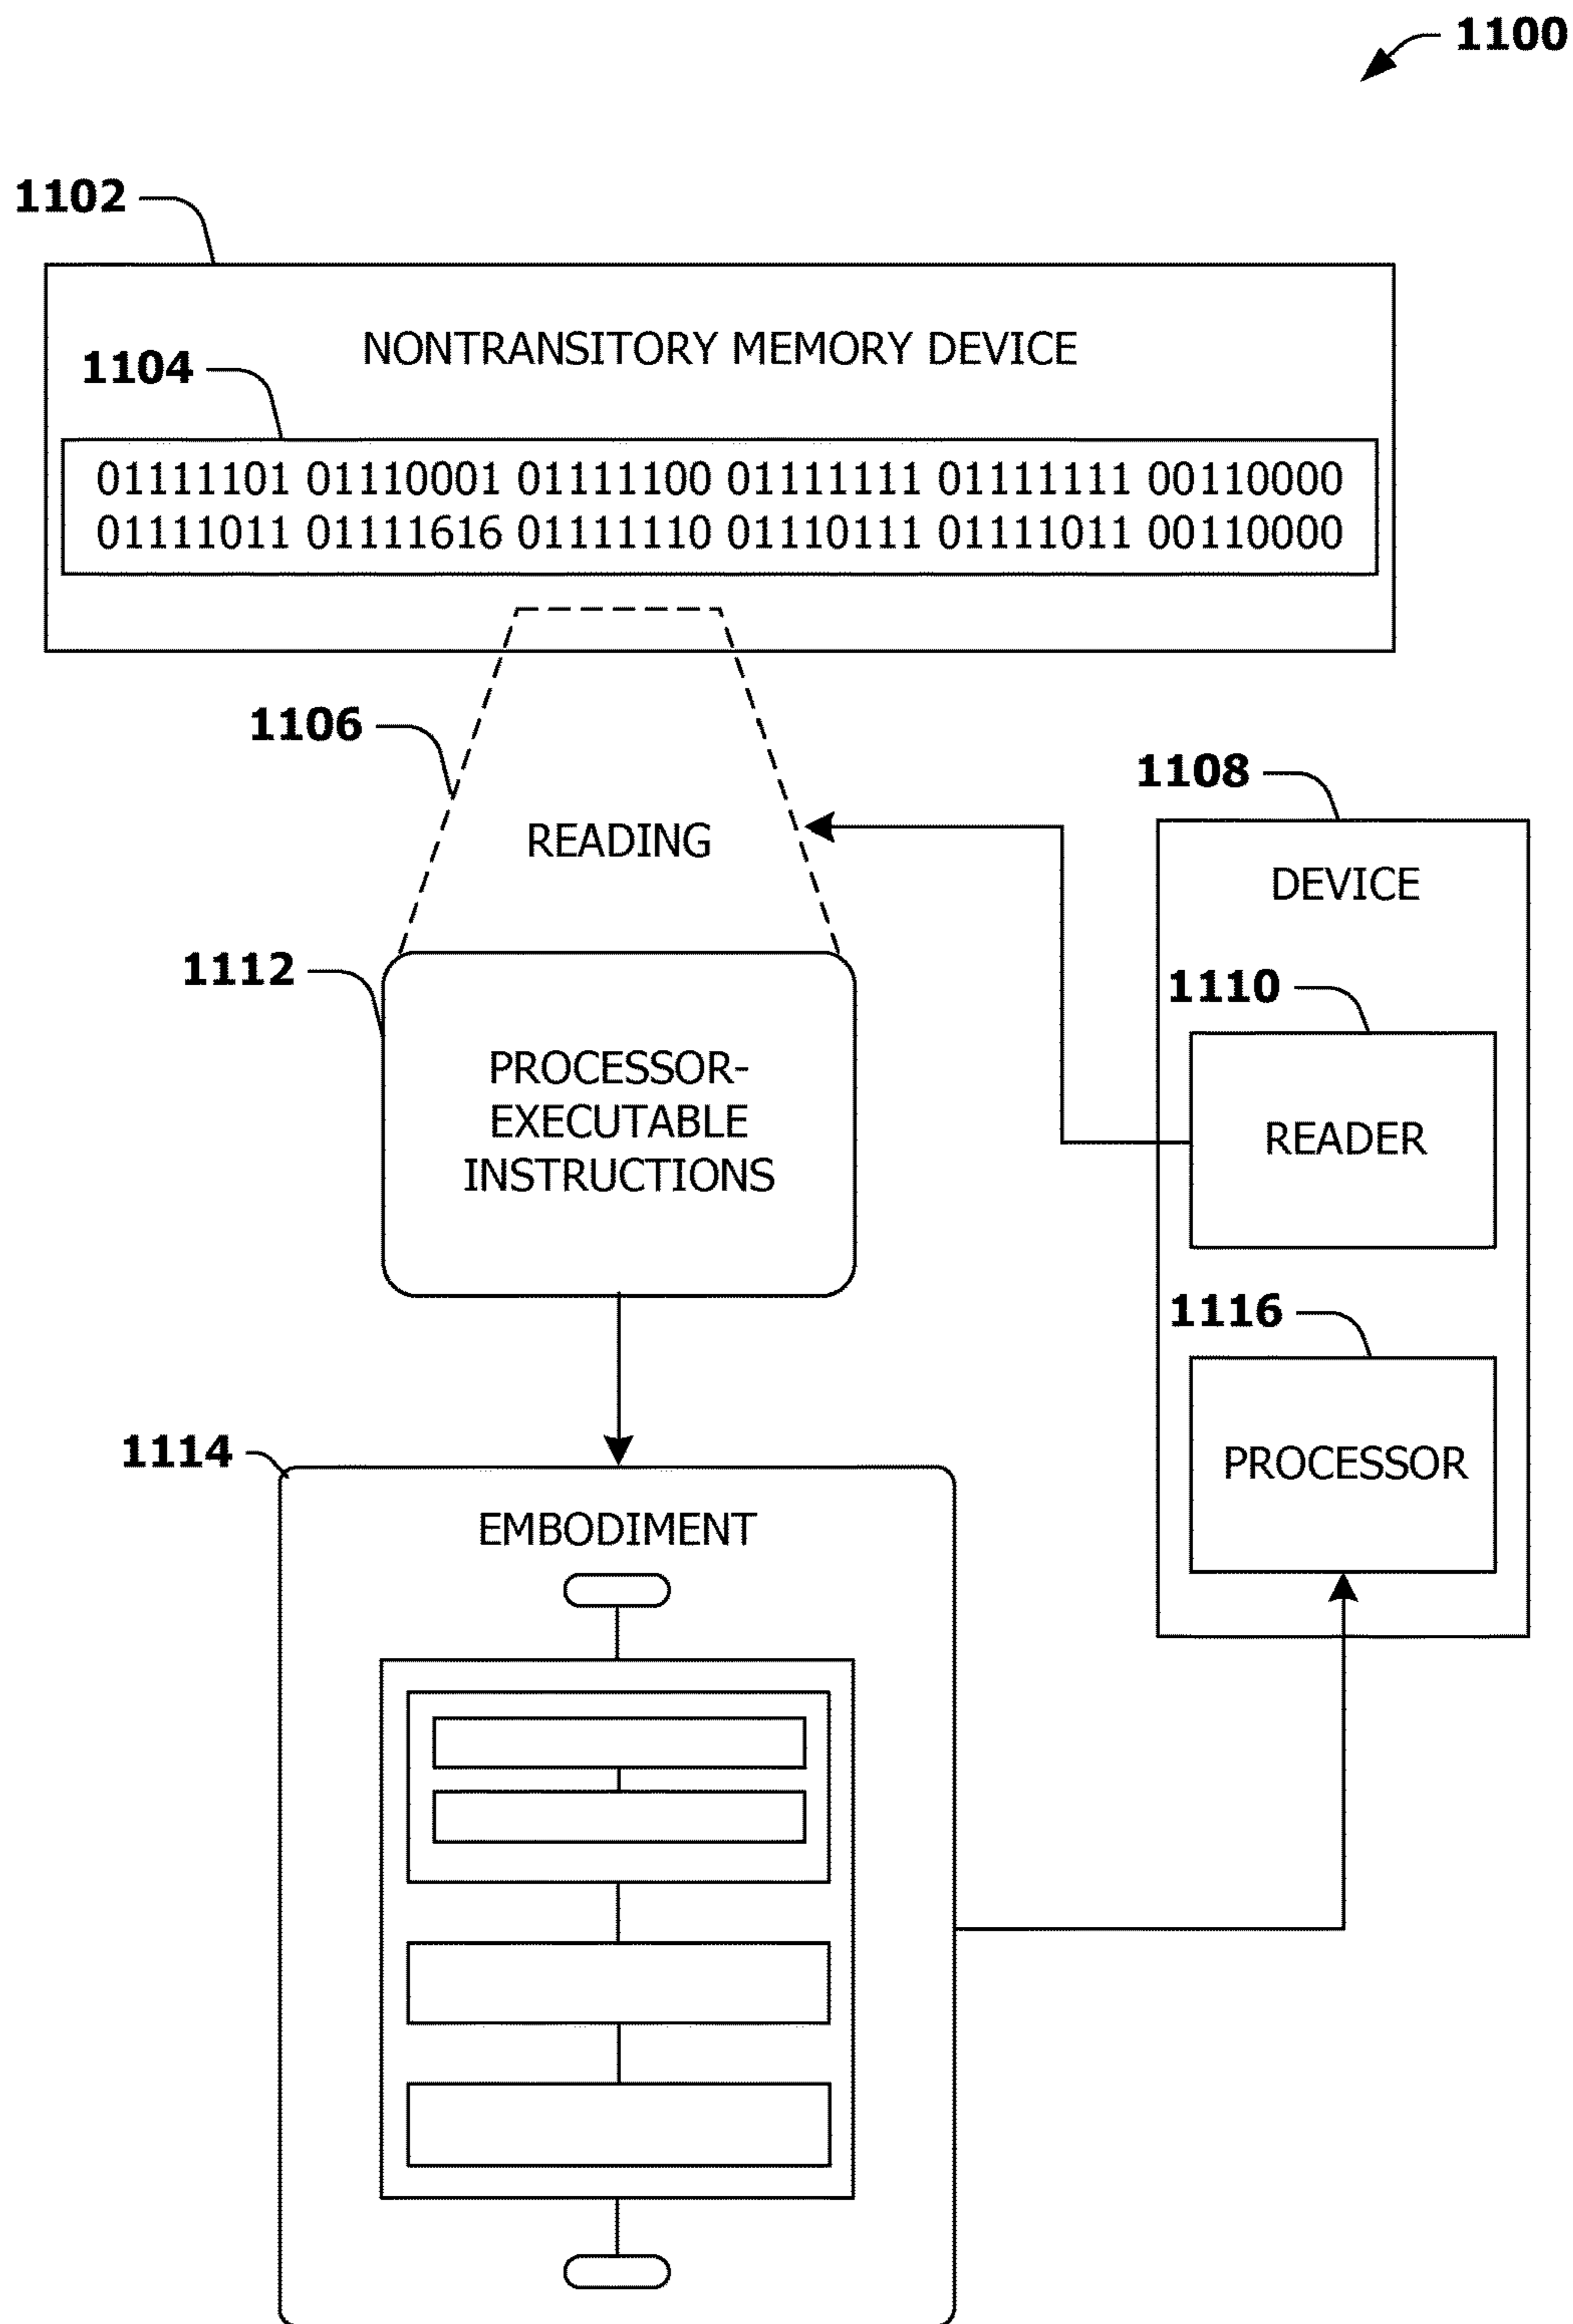 1100
1102
NONTRANSITORY MEMORY DEVICE
1104
01111101 01110001 01111100 01111111 01111111 00110000
01111011 01111616 01111110 01110111 01111011 00110000
1106
READING
1108
DEVICE
1110
READER
1112
PROCESSOR-
EXECUTABLE
INSTRUCTIONS
1116
PROCESSOR
1114
EMBODIMENT